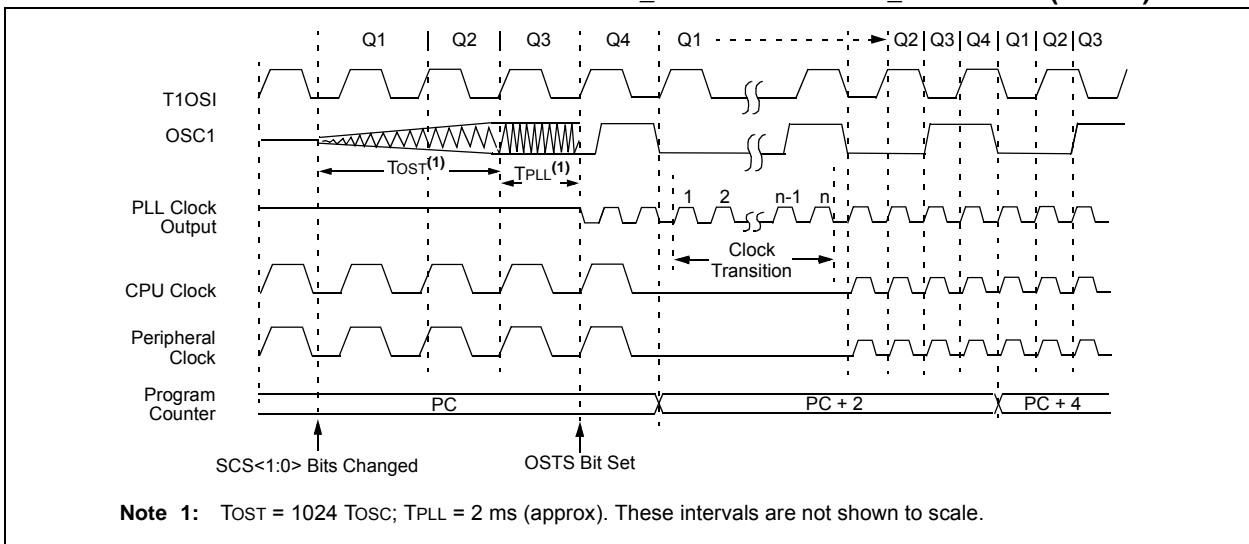 Q1 Q2 Q3 Q4 Q1 Q2 Q3 Q4 Q1 Q2 Q3
T1OSI
OSC1
TOST(1)
TPLL(1)
PLL Clock
Output
1 2 n-1 n
Clock
Transition
CPU Clock
Peripheral
Clock
Program
Counter
PC PC + 2 PC + 4
SCS<1:0> Bits Changed
OSTS Bit Set
Note 1: TOST = 1024 TOSC; TPLL = 2 ms (approx). These intervals are not shown to scale.